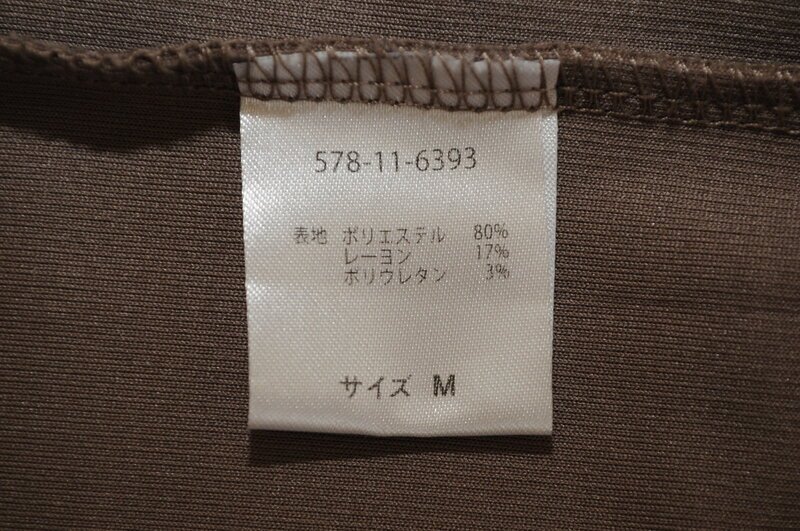 578-11-6393
表地 ポリエステル 80%
レーヨン 17%
ポリウレタン 3%
サイズ M